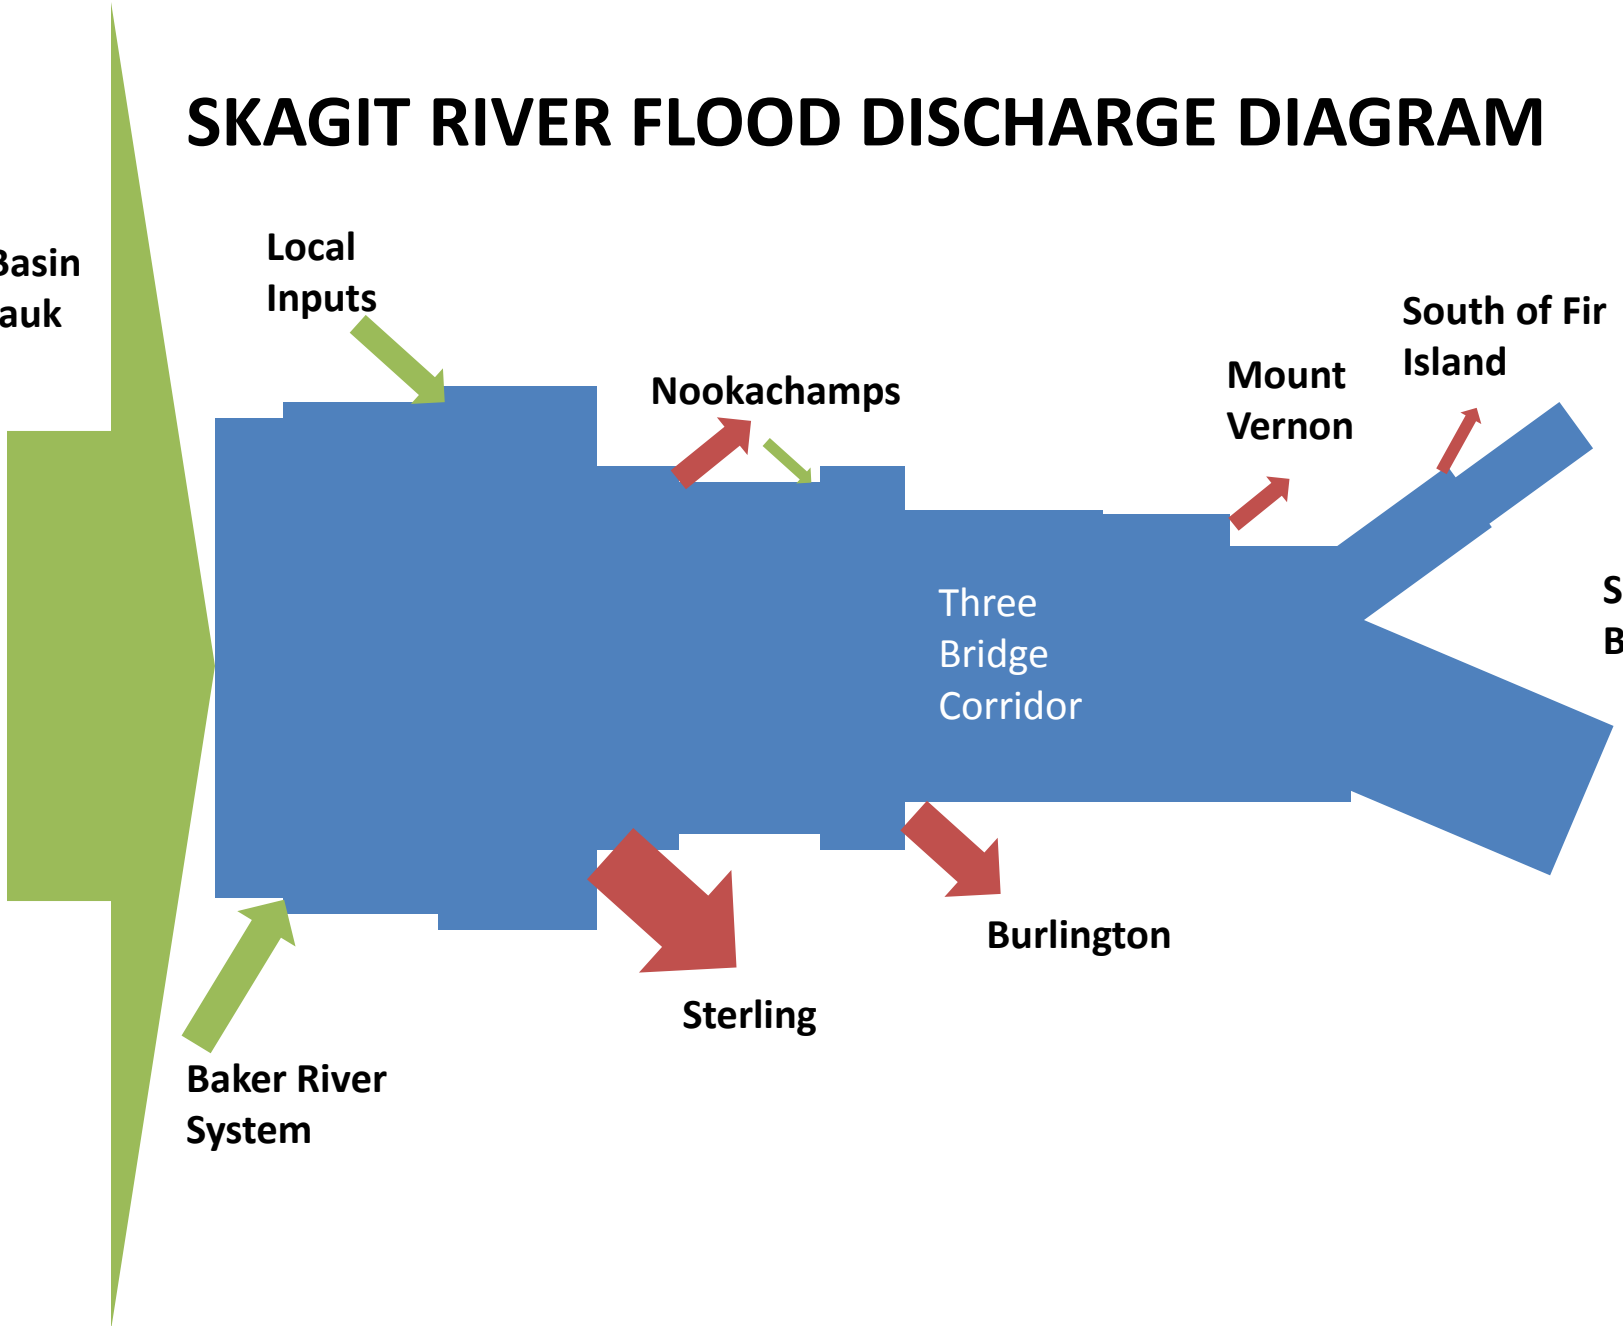 SKAGIT RIVER FLOOD DISCHARGE DIAGRAM
Basin
auk
Local
Inputs
Nookachamps
Mount
Vernon
South of Fir
Island
Three
Bridge
Corridor
S
B
Burlington
Sterling
Baker River
System